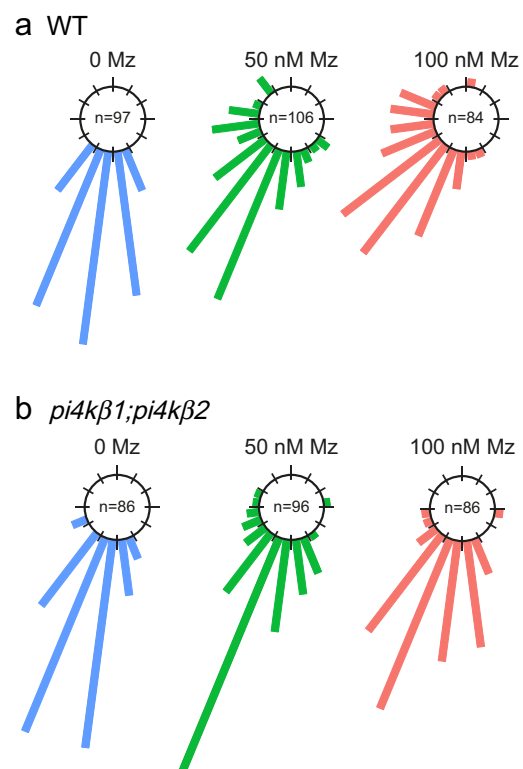 a WT
0 Mz 50 nM Mz 100 nM Mz
n=97 n=106 n=84
b pi4kβ1;pi4kβ2
0 Mz 50 nM Mz 100 nM Mz
n=86 n=96 n=86